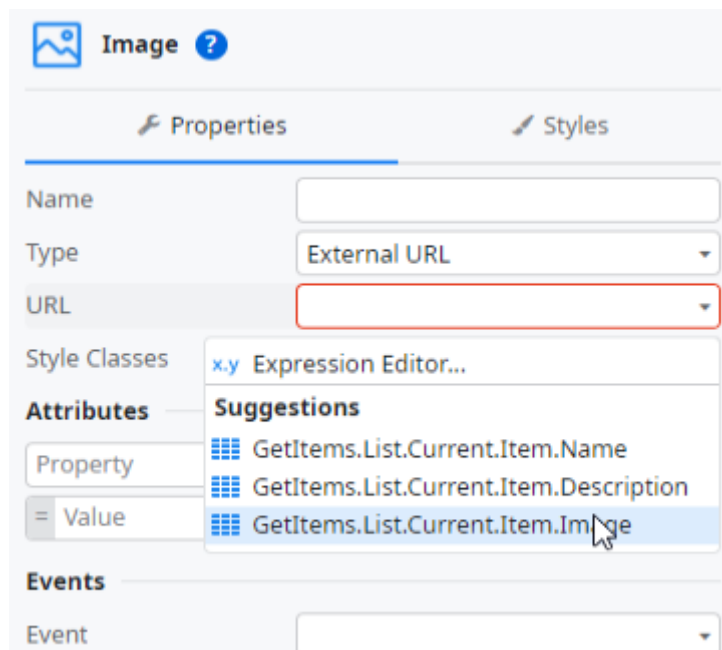 Image ?
Properties Styles
Name
Type External URL
URL
Style Classes x.y Expression Editor...
Attributes Suggestions
GetItems.List.Current.Item.Name
Property
GetItems.List.Current.Item.Description
= Value
GetItems.List.Current.Item.Image
Events
Event